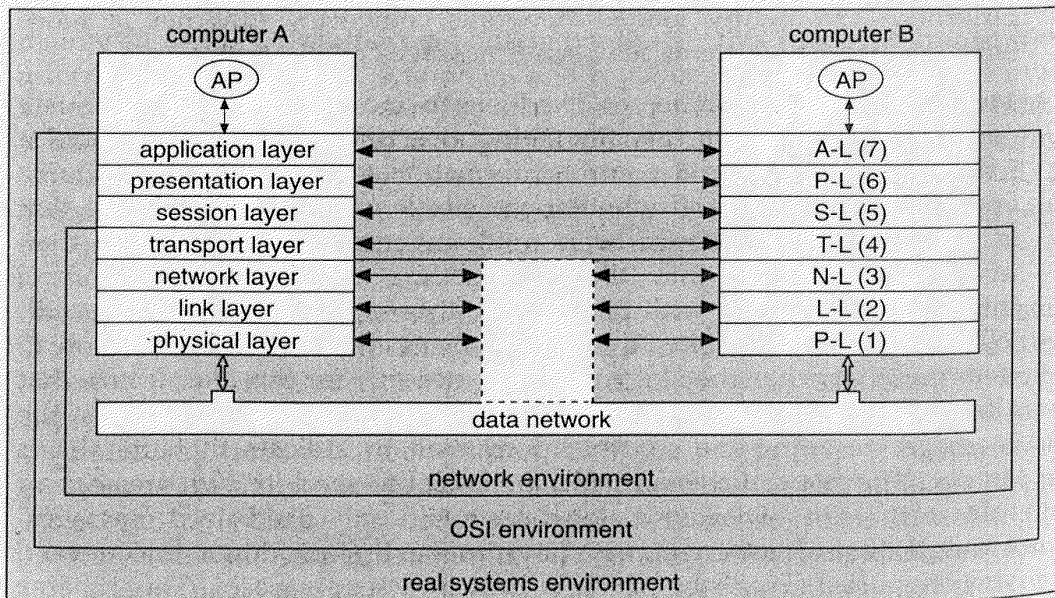 computer A
computer B
AP
AP
application layer
A-L (7)
presentation layer
P-L (6)
session layer
S-L (5)
transport layer
T-L (4)
network layer
N-L (3)
link layer
L-L (2)
physical layer
P-L (1)
data network
network environment
OSI environment
real systems environment